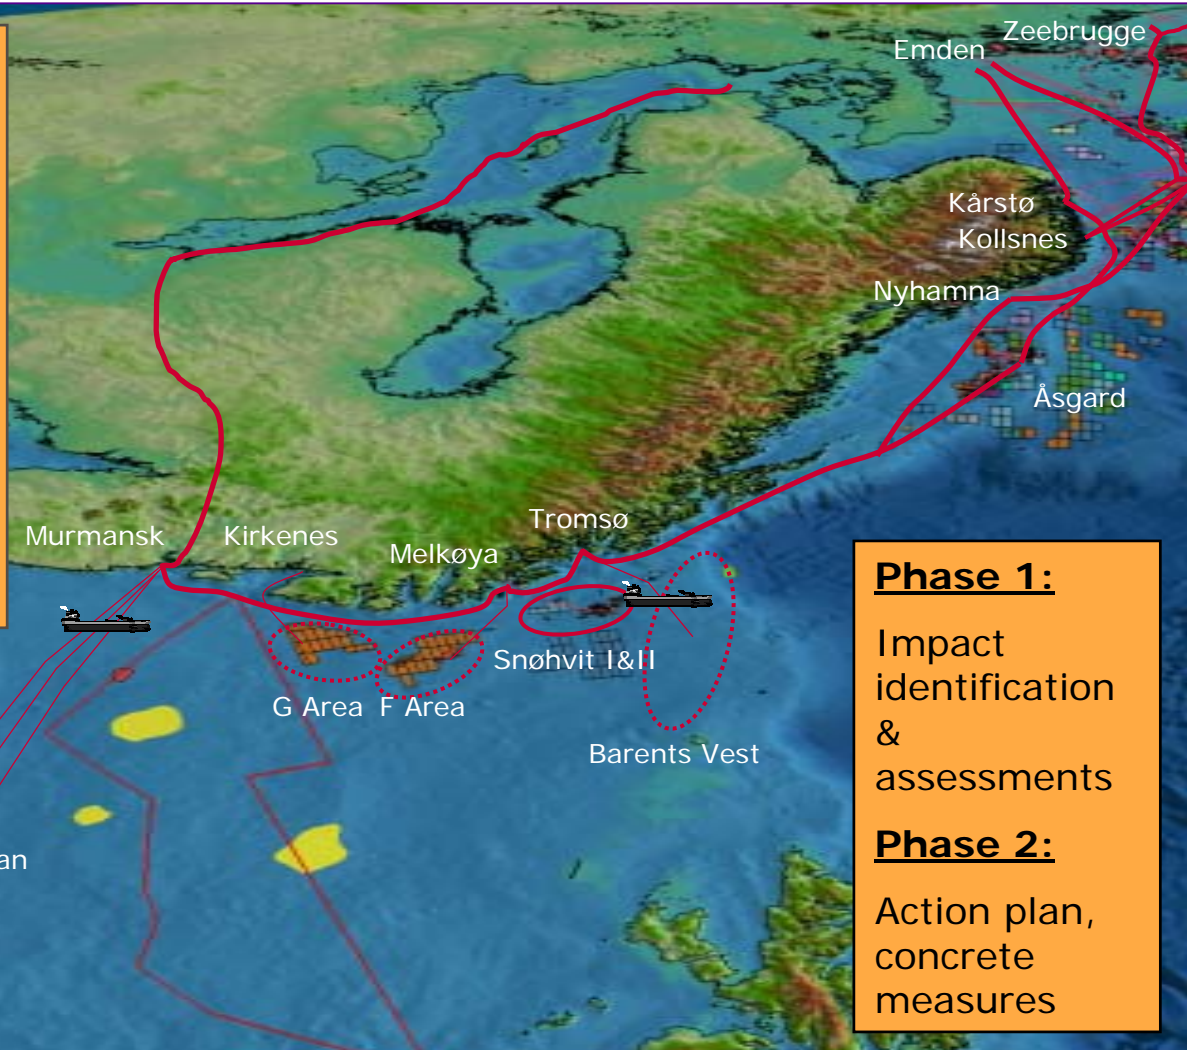 Zeebrugge
Emden
Kårstø
Kollsnes
Nyhamna
Åsgard
Tromsø
Murmansk
Kirkenes
Melkøya
Snøhvit I&II
G Area
F Area
Barents Vest
an
Phase 1:
Impact
identification
&
assessments
Phase 2:
Action plan,
concrete
measures